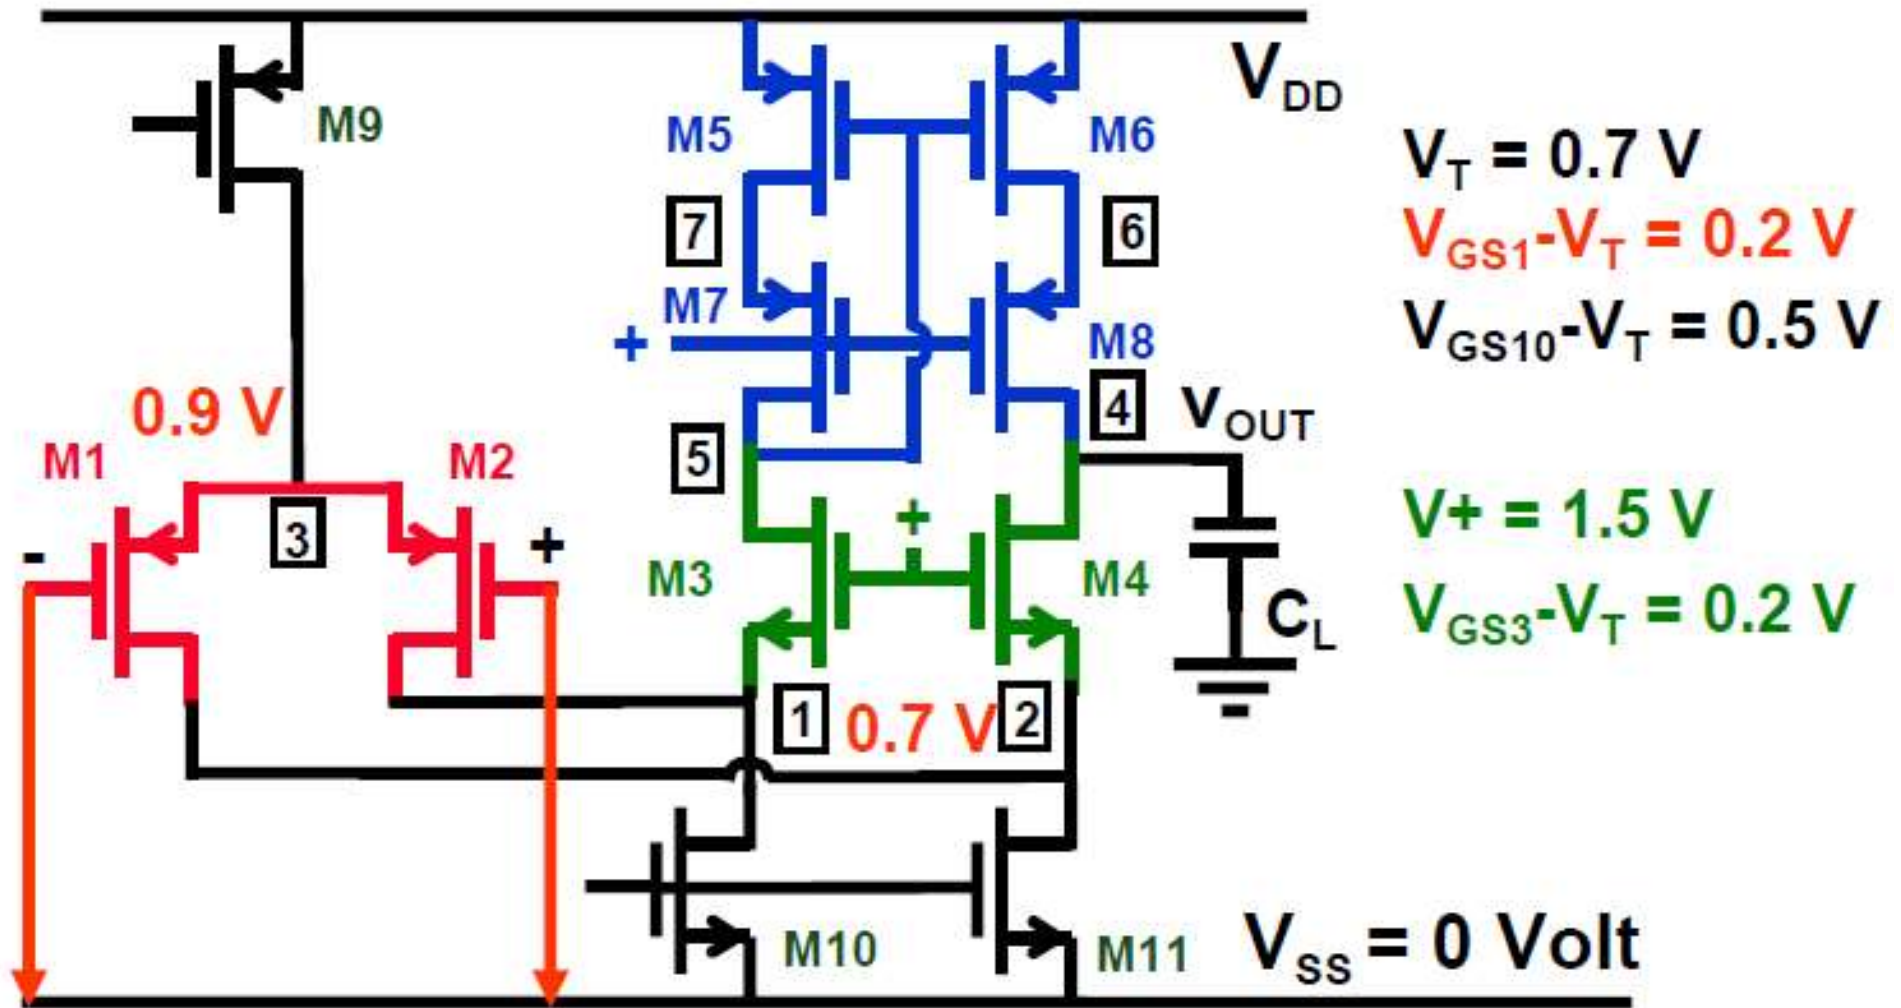 V_DD
M9
M5
M6
V_T = 0.7 V
7
6
V_GS1-V_T = 0.2 V
M7
+
M8
V_GS10-V_T = 0.5 V
0.9 V
4
v_OUT
M1
M2
5
3
-
+
+
V+ = 1.5 V
M3
M4
C_L
V_GS3-V_T = 0.2 V
1
0.7 V
2
M10
M11
V_SS = 0 Volt